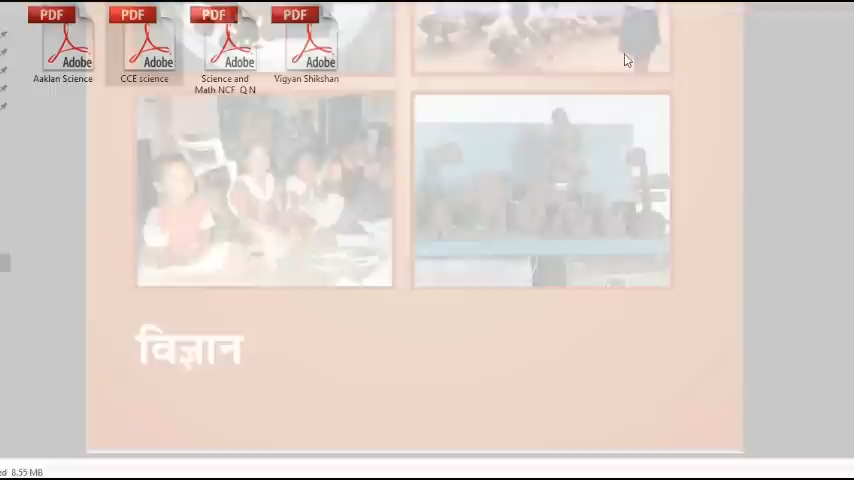 PDF PDF PDF PDF
Adobe Adobe Adobe Adobe
Aaklan Science CCE science Science and Vigyan Shikshan
Math NCF Q N
विज्ञान
8.55 MB